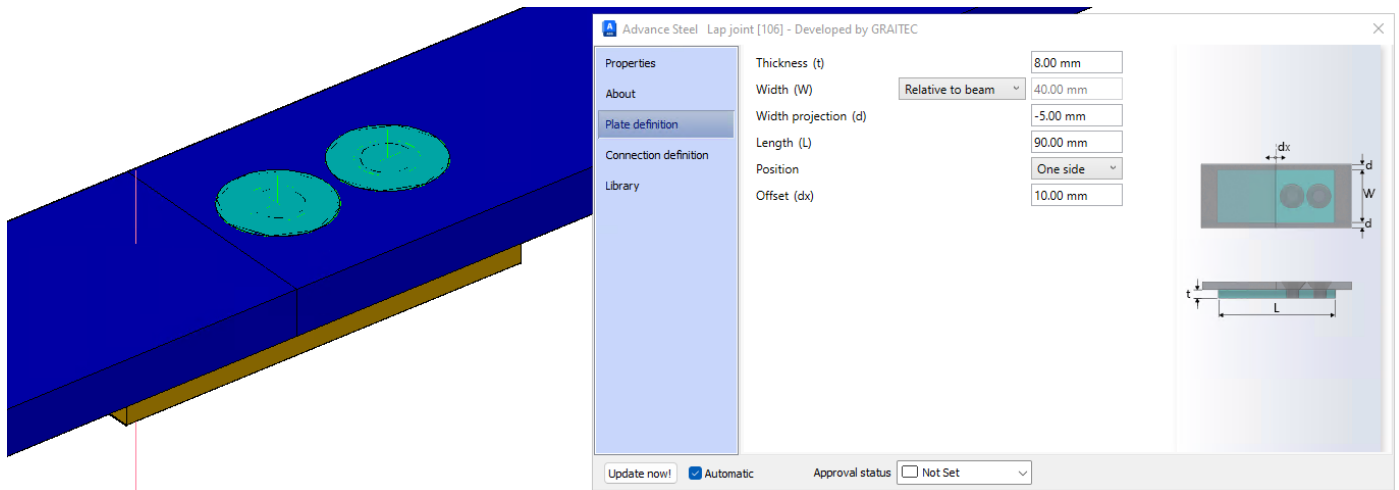 Advance Steel Lap joint [106] - Developed by GRAITEC
Properties
About
Plate definition
Connection definition
Library
Thickness (t) 8.00 mm
Width (W) Relative to beam 40.00 mm
Width projection (d) -5.00 mm
Length (L) 90.00 mm
Position One side
Offset (dx) 10.00 mm
dx
d
W
d
t
L
Update now! Automatic Approval status Not Set